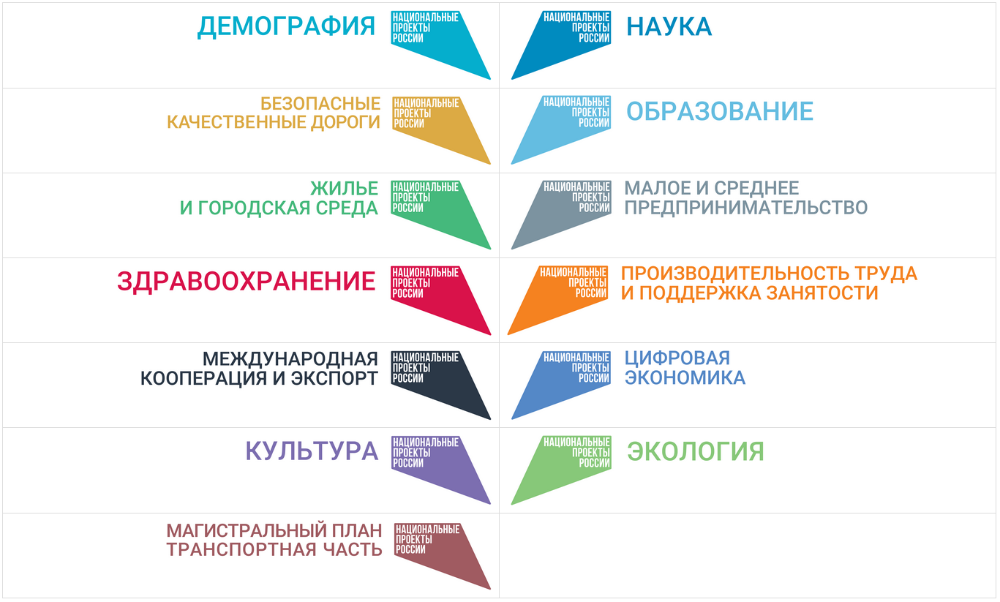 ДЕМОГРАФИЯ
НАЦИОНАЛЬНЫЕ
ПРОЕКТЫ
РОССИИ
НАЦИОНАЛЬНЫЕ
ПРОЕКТЫ
РОССИИ
НАУКА
БЕЗОПАСНЫЕ
КАЧЕСТВЕННЫЕ ДОРОГИ
НАЦИОНАЛЬНЫЕ
ПРОЕКТЫ
РОССИИ
НАЦИОНАЛЬНЫЕ
ПРОЕКТЫ
РОССИИ
ОБРАЗОВАНИЕ
ЖИЛЬЕ
И ГОРОДСКАЯ СРЕДА
НАЦИОНАЛЬНЫЕ
ПРОЕКТЫ
РОССИИ
НАЦИОНАЛЬНЫЕ
ПРОЕКТЫ
РОССИИ
МАЛОЕ И СРЕДНЕЕ
ПРЕДПРИНИМАТЕЛЬСТВО
ЗДРАВООХРАНЕНИЕ
НАЦИОНАЛЬНЫЕ
ПРОЕКТЫ
РОССИИ
НАЦИОНАЛЬНЫЕ
ПРОЕКТЫ
РОССИИ
ПРОИЗВОДИТЕЛЬНОСТЬ ТРУДА
И ПОДДЕРЖКА ЗАНЯТОСТИ
МЕЖДУНАРОДНАЯ
КООПЕРАЦИЯ И ЭКСПОРТ
НАЦИОНАЛЬНЫЕ
ПРОЕКТЫ
РОССИИ
НАЦИОНАЛЬНЫЕ
ПРОЕКТЫ
РОССИИ
ЦИФРОВАЯ
ЭКОНОМИКА
КУЛЬТУРА
НАЦИОНАЛЬНЫЕ
ПРОЕКТЫ
РОССИИ
НАЦИОНАЛЬНЫЕ
ПРОЕКТЫ
РОССИИ
ЭКОЛОГИЯ
МАГИСТРАЛЬНЫЙ ПЛАН
ТРАНСПОРТНАЯ ЧАСТЬ
НАЦИОНАЛЬНЫЕ
ПРОЕКТЫ
РОССИИ